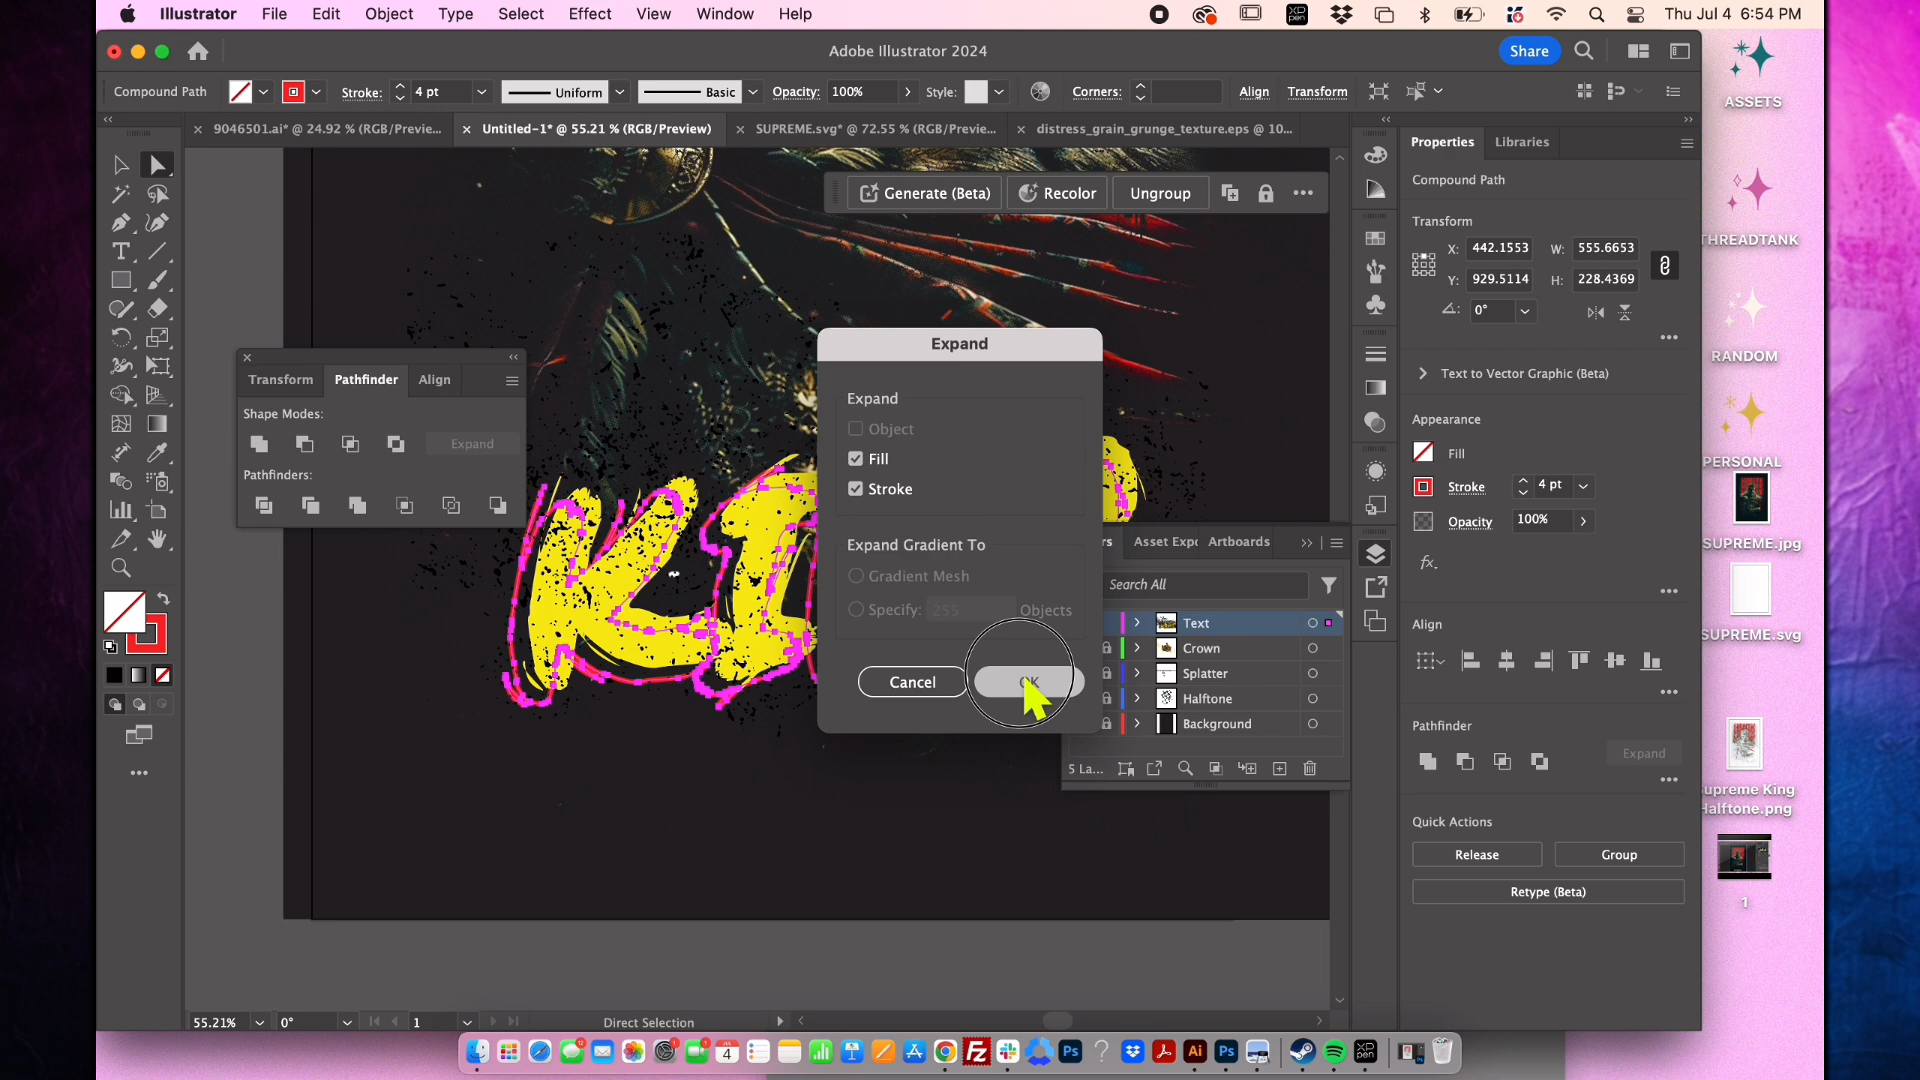 Illustrator File Edit Object Type Select Effect View Window Help
Thu Jul 4 6:54 PM
Adobe Illustrator 2024
Share
Compound Path
Stroke: 4 pt
Uniform
Basic
Opacity: 100%
Style:
Corners:
Align
Transform
9046501.ai* @ 24.92 % (RGB/Previe...
Untitled-1* @ 55.21 % (RGB/Preview)
SUPREME.svg* @ 72.55 % (RGB/Previe...
distress_grain_grunge_texture.eps @ 10...
Generate (Beta)
Recolor
Ungroup
Transform
Pathfinder
Align
Shape Modes:
Expand
Pathfinders:
Expand
Expand
Object
Fill
Stroke
Expand Gradient To
Gradient Mesh
Specify: 255 Objects
Cancel
OK
Asset Expo
Artboards
Search All
Text
Crown
Splatter
Halftone
Background
5 La...
Properties
Libraries
Compound Path
Transform
X: 442.1553
W: 555.6653
Y: 929.5114
H: 228.4369
0°
Text to Vector Graphic (Beta)
Appearance
Fill
Stroke
4 pt
Opacity
100%
fx.
Align
Pathfinder
Expand
Quick Actions
Release
Group
Retype (Beta)
ASSETS
THREADTANK
RANDOM
PERSONAL
SUPREME.jpg
SUPREME.svg
Supreme King
Halftone.png
1
55.21%
0°
1
Direct Selection